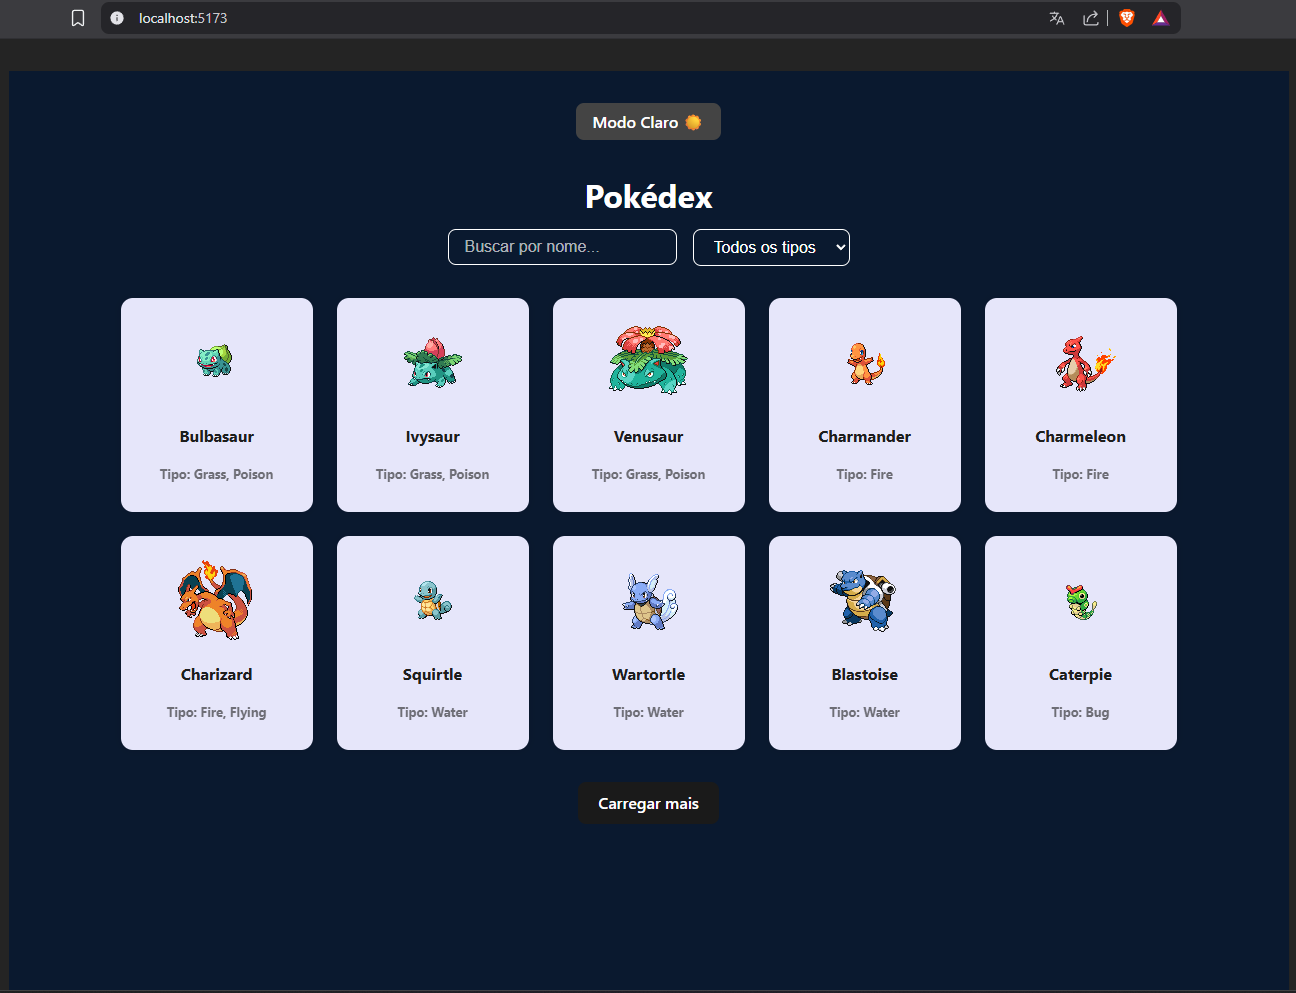 localhost:5173
Modo Claro
Pokédex
Buscar por nome...
Todos os tipos
Bulbasaur
Ivysaur
Venusaur
Charmander
Charmeleon
Tipo: Grass, Poison
Tipo: Grass, Poison
Tipo: Grass, Poison
Tipo: Fire
Tipo: Fire
Charizard
Squirtle
Wartortle
Blastoise
Caterpie
Tipo: Fire, Flying
Tipo: Water
Tipo: Water
Tipo: Water
Tipo: Bug
Carregar mais